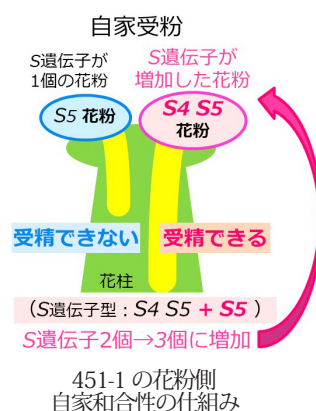 自家受粉
S遺伝子が
1個の花粉
S遺伝子が
増加した花粉
S5 花粉
S4 S5
花粉
受精できない
受精できる
花柱
(S遺伝子型：S4 S5 + S5 )
S遺伝子2個→3個に増加
451-1 の花粉側
自家和合性の仕組み